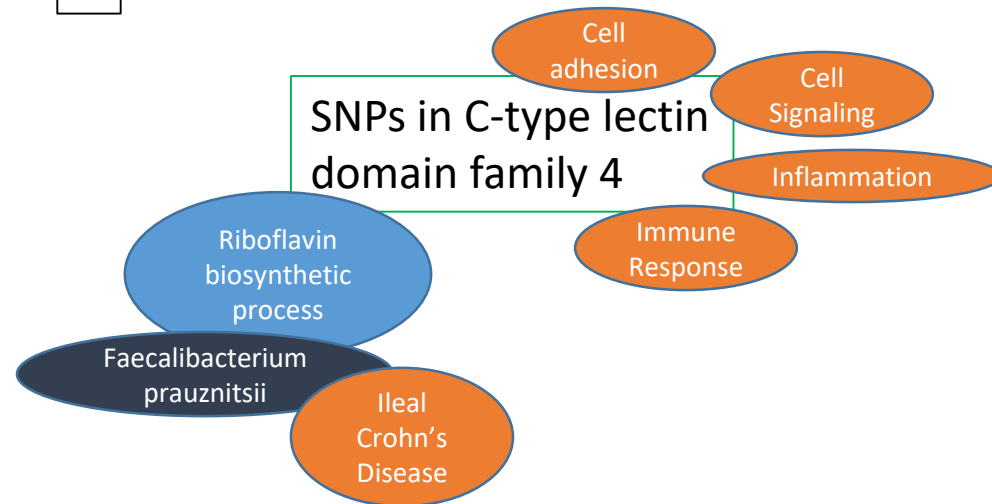 Cell
adhesion
Cell
Signaling
SNPs in C-type lectin
domain family 4
Inflammation
Immune
Response
Riboflavin
biosynthetic
process
Faecalibacterium
prauznitsii
Ileal
Crohn’s
Disease